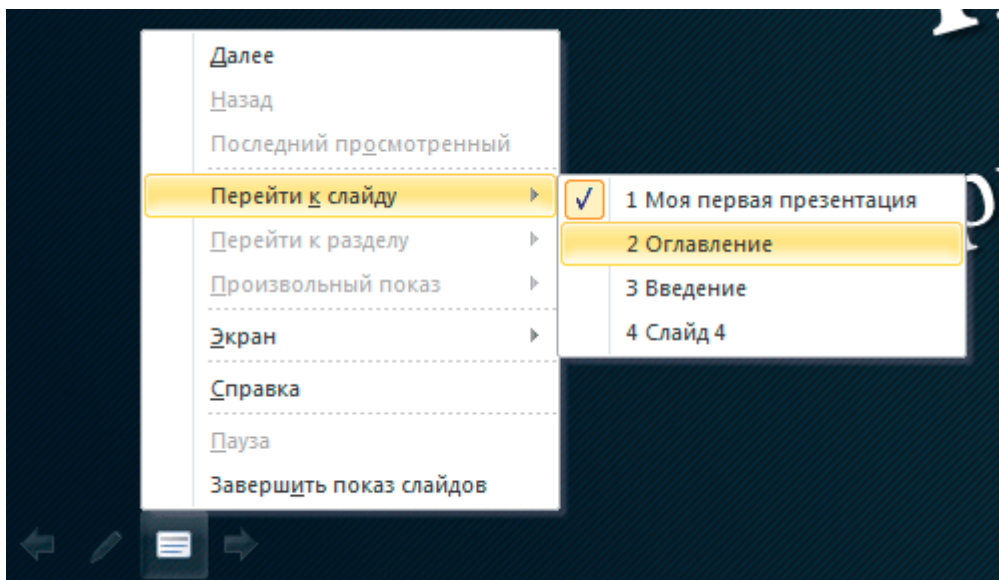 Далее
Назад
Последний просмотренный
Перейти к слайду
Перейти к разделу
Произвольный показ
Экран
Справка
Пауза
Завершить показ слайдов
1 Моя первая презентация
2 Оглавление
3 Введение
4 Слайд 4